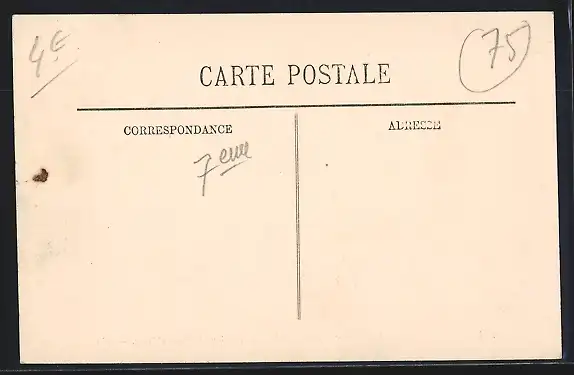 4E
75
CARTE POSTALE
CORRESPONDANCE
ADRESSE
7eme